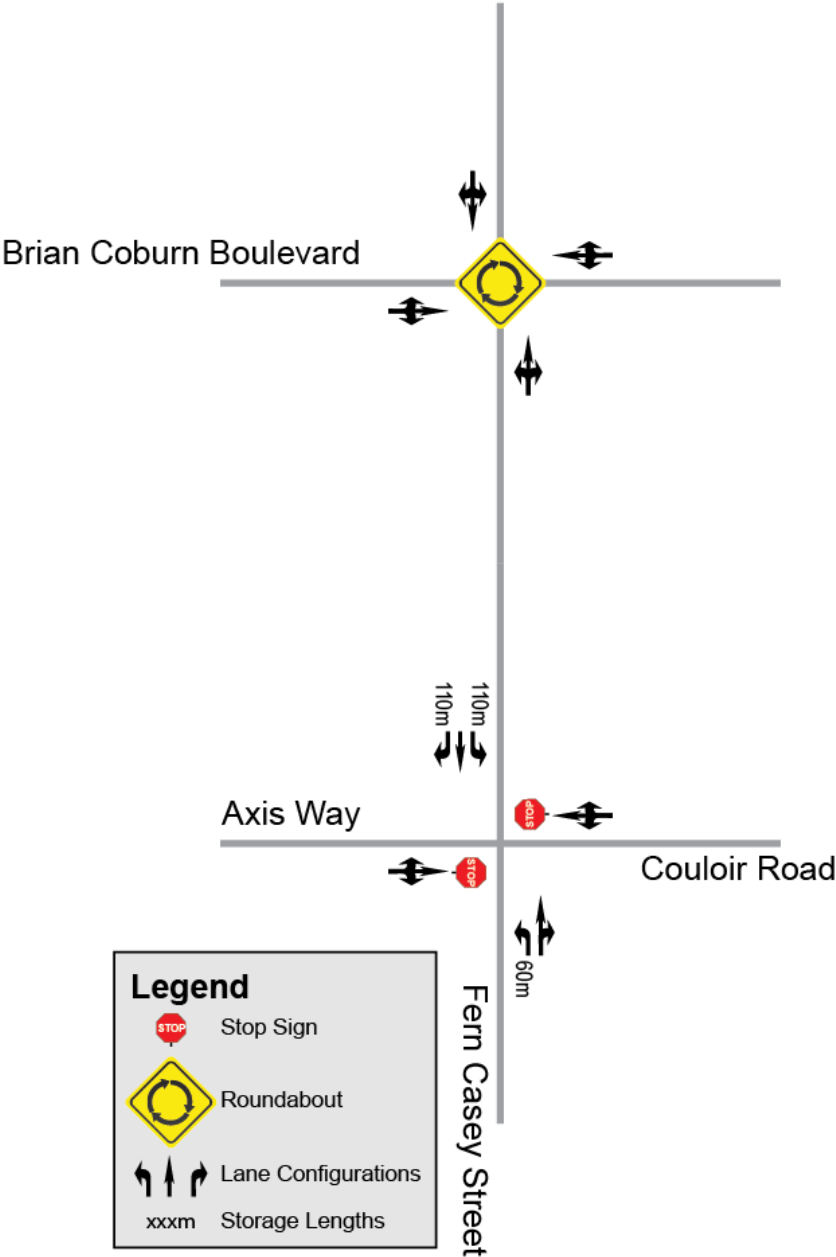 Brian Coburn Boulevard
110m
110m
Axis Way
STOP
STOP
Couloir Road
60m
Fern Casey Street
Legend
STOP
Stop Sign
Roundabout
Lane Configurations
xxxm
Storage Lengths